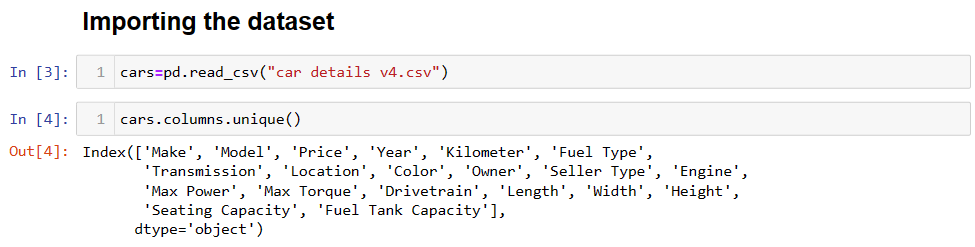 Importing the dataset
In [3]: 1 cars=pd.read_csv("car details v4.csv")
In [4]: 1 cars.columns.unique()
Out[4]: Index(['Make', 'Model', 'Price', 'Year', 'Kilometer', 'Fuel Type',
'Transmission', 'Location', 'Color', 'Owner', 'Seller Type', 'Engine',
'Max Power', 'Max Torque', 'Drivetrain', 'Length', 'Width', 'Height',
'Seating Capacity', 'Fuel Tank Capacity'],
dtype='object')